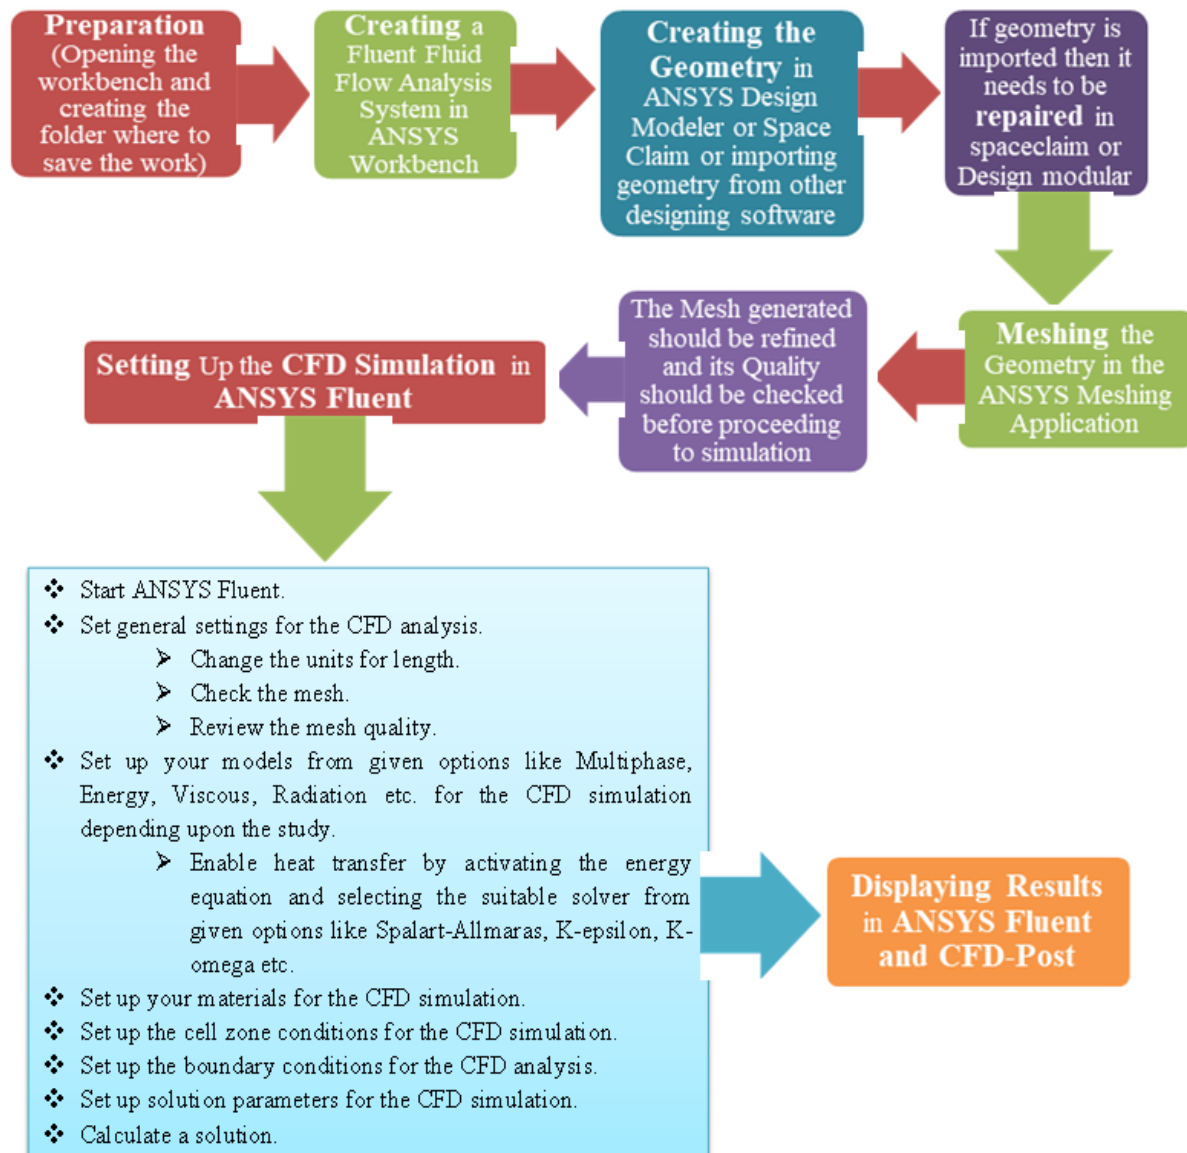 Preparation
(Opening the
workbench and
creating the
folder where to
save the work)
Creating a
Fluent Fluid
Flow Analysis
System in
ANSYS
Workbench
Creating the
Geometry in
ANSYS Design
Modeler or Space
Claim or importing
geometry from other
designing software
If geometry is
imported then it
needs to be
repaired in
spaceclaim or
Design modular
Meshing the
Geometry in the
ANSYS Meshing
Application
The Mesh generated
should be refined
and its Quality
should be checked
before proceeding
to simulation
Setting Up the CFD Simulation in
ANSYS Fluent
❖ Start ANSYS Fluent.
❖ Set general settings for the CFD analysis.
➢ Change the units for length.
➢ Check the mesh.
➢ Review the mesh quality.
❖ Set up your models from given options like Multiphase,
Energy, Viscous, Radiation etc. for the CFD simulation
depending upon the study.
➢ Enable heat transfer by activating the energy
equation and selecting the suitable solver from
given options like Spalart-Allmaras, K-epsilon, K-
omega etc.
❖ Set up your materials for the CFD simulation.
❖ Set up the cell zone conditions for the CFD simulation.
❖ Set up the boundary conditions for the CFD analysis.
❖ Set up solution parameters for the CFD simulation.
❖ Calculate a solution.
Displaying Results
in ANSYS Fluent
and CFD-Post